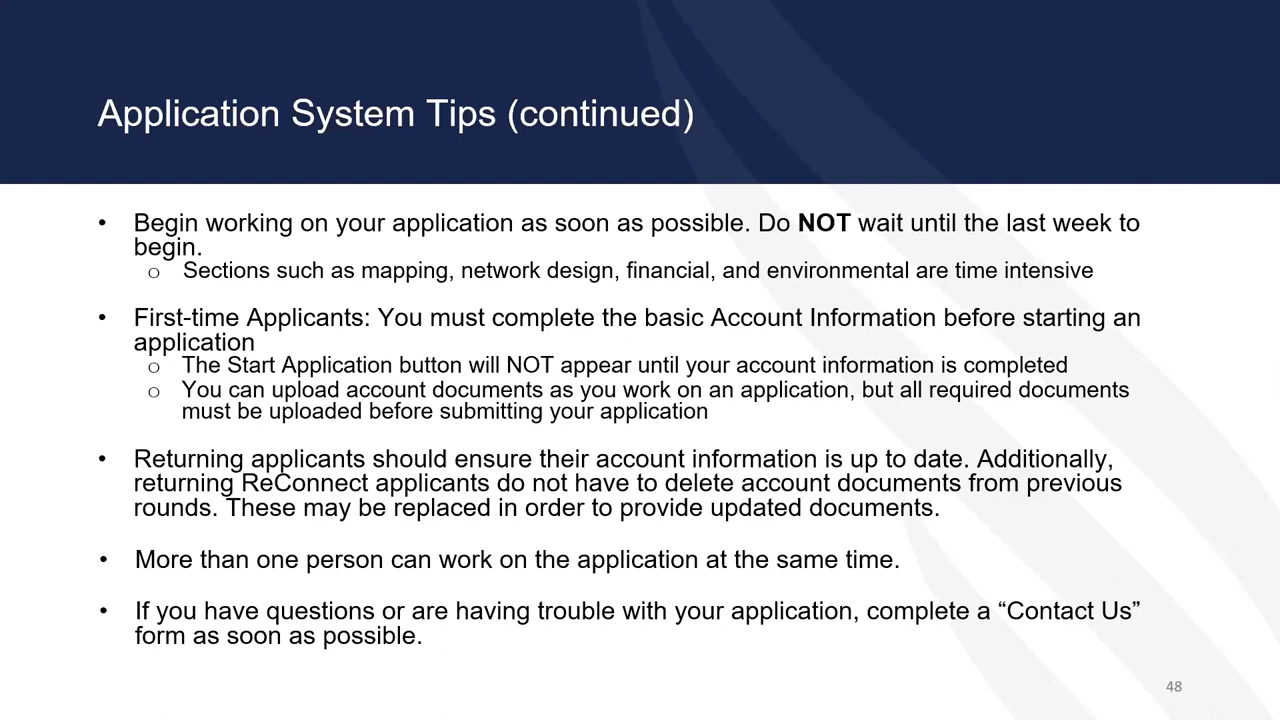 Application System Tips (continued)
• Begin working on your application as soon as possible. Do NOT wait until the last week to
begin.
o Sections such as mapping, network design, financial, and environmental are time intensive
• First-time Applicants: You must complete the basic Account Information before starting an
application
o The Start Application button will NOT appear until your account information is completed
o You can upload account documents as you work on an application, but all required documents
must be uploaded before submitting your application
• Returning applicants should ensure their account information is up to date. Additionally,
returning ReConnect applicants do not have to delete account documents from previous
rounds. These may be replaced in order to provide updated documents.
• More than one person can work on the application at the same time.
• If you have questions or are having trouble with your application, complete a “Contact Us”
form as soon as possible.
48